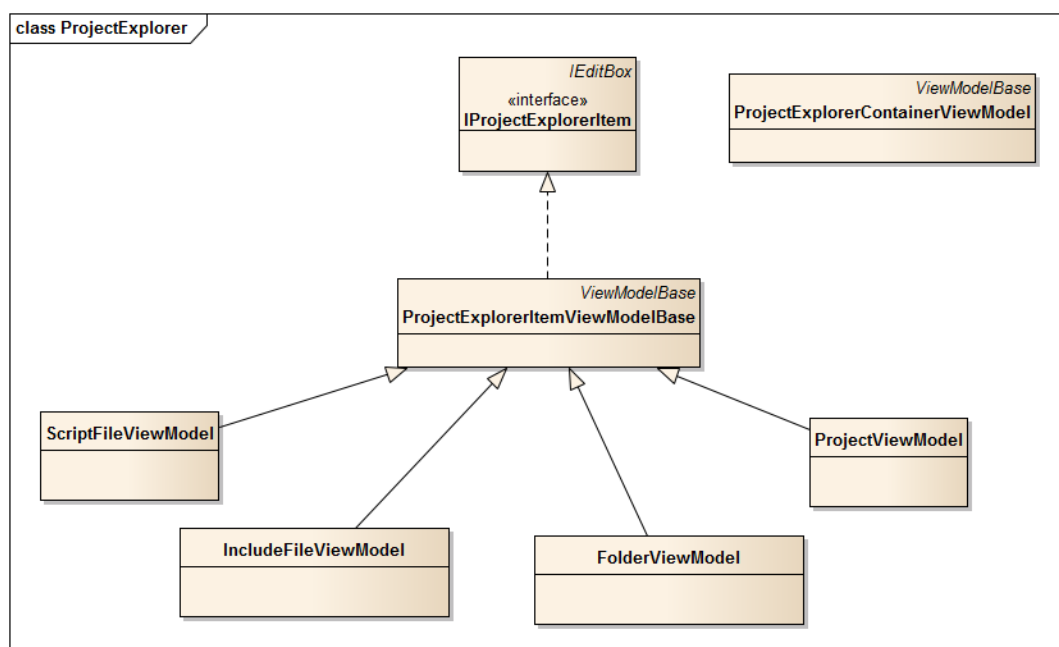 class ProjectExplorer
IEditBox
«interface»
IProjectExplorerItem
ViewModelBase
ProjectExplorerContainerViewModel
ViewModelBase
ProjectExplorerItemViewModelBase
ScriptFileViewModel
ProjectViewModel
IncludeFileViewModel
FolderViewModel